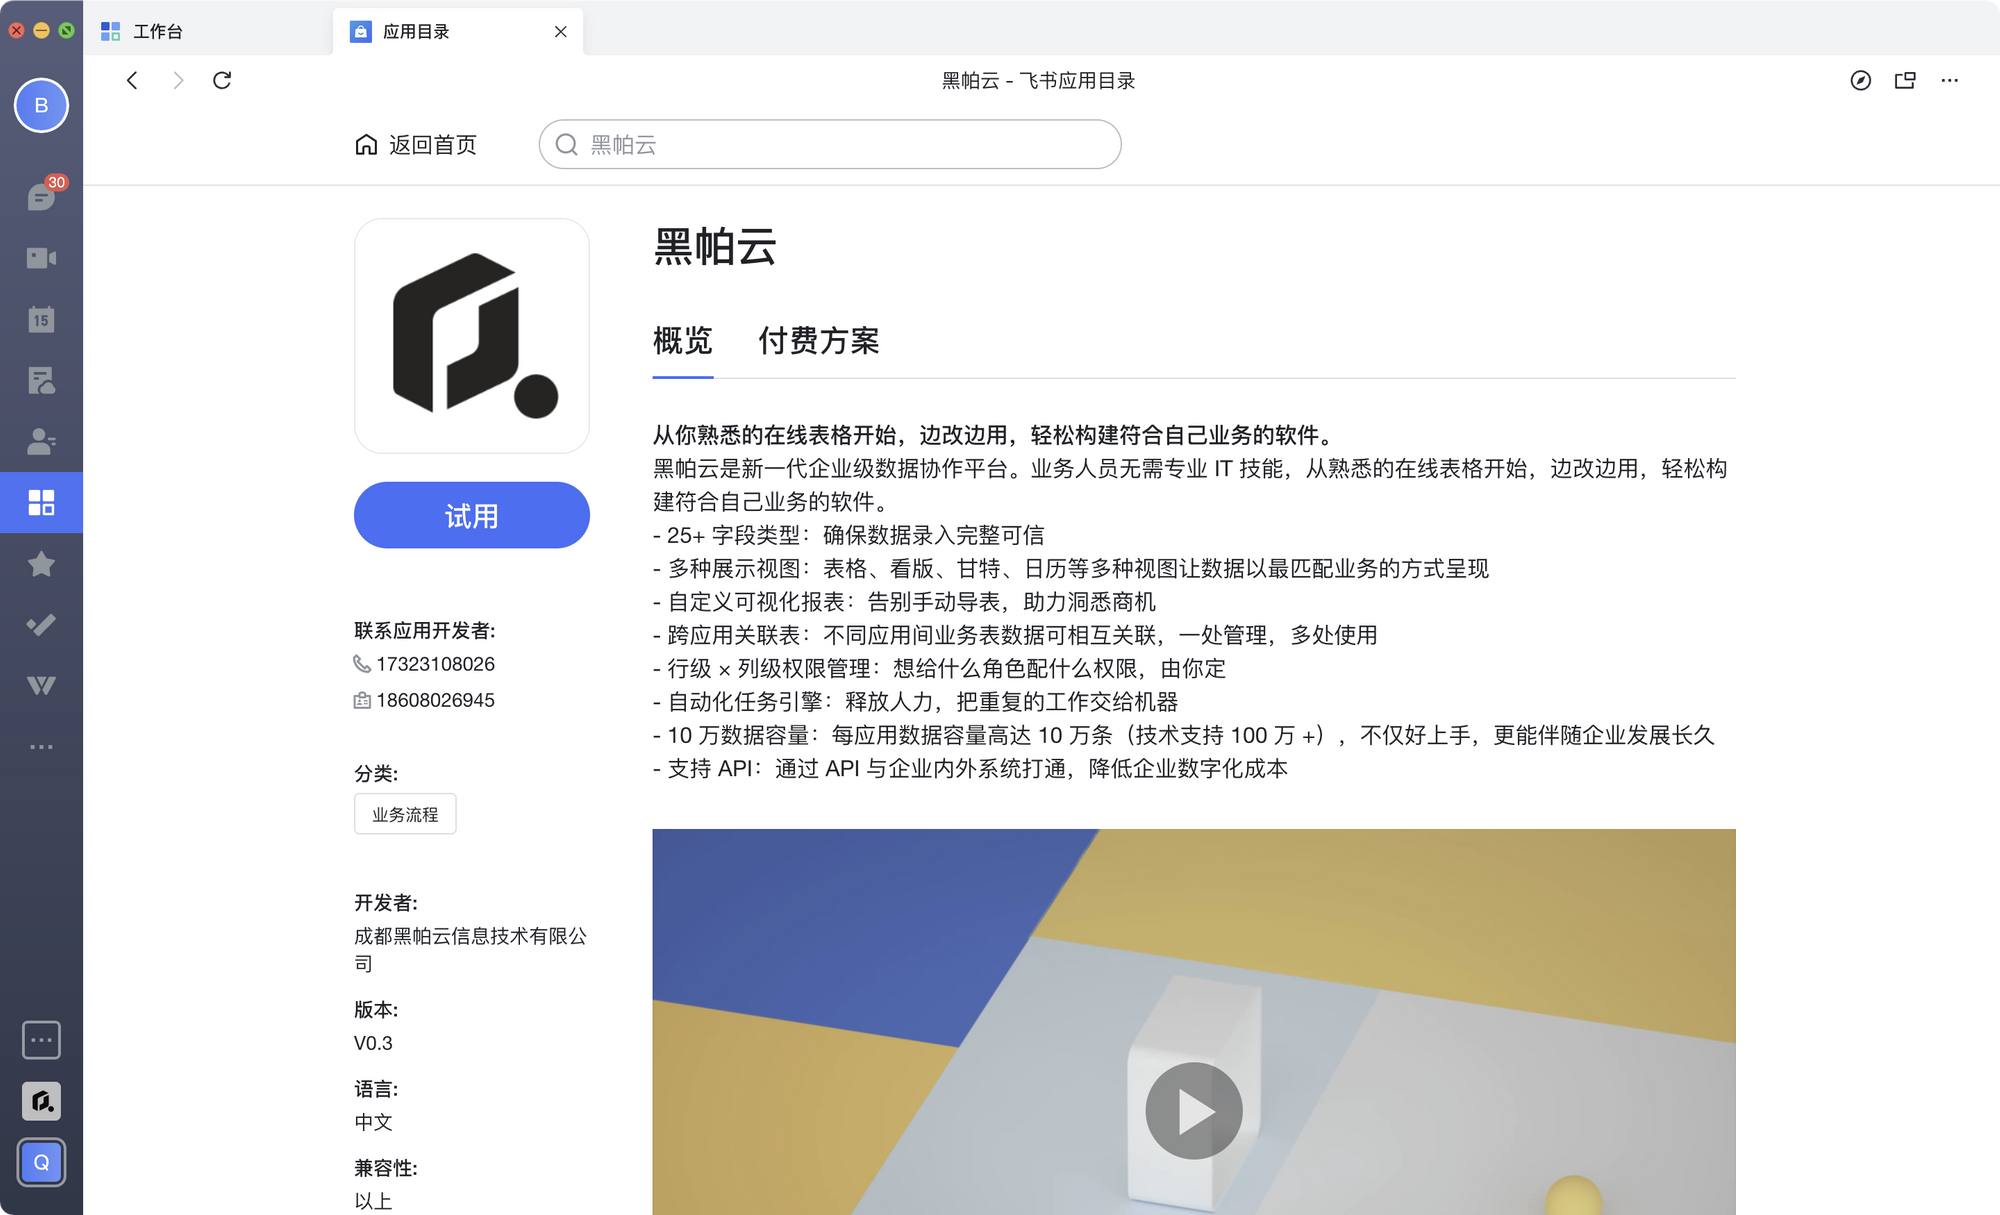 工作台
应用目录
黑帕云 - 飞书应用目录
B
30
15
Q
返回首页
黑帕云
黑帕云
概览
付费方案
试用
从你熟悉的在线表格开始，边改边用，轻松构建符合自己业务的软件。
黑帕云是新一代企业级数据协作平台。业务人员无需专业 IT 技能，从熟悉的在线表格开始，边改边用，轻松构
建符合自己业务的软件。
- 25+ 字段类型：确保数据录入完整可信
- 多种展示视图：表格、看版、甘特、日历等多种视图让数据以最匹配业务的方式呈现
- 自定义可视化报表：告别手动导表，助力洞悉商机
- 跨应用关联表：不同应用间业务表数据可相互关联，一处管理，多处使用
- 行级 × 列级权限管理：想给什么角色配什么权限，由你定
- 自动化任务引擎：释放人力，把重复的工作交给机器
- 10 万数据容量：每应用数据容量高达 10 万条（技术支持 100 万 +），不仅好上手，更能伴随企业发展长久
- 支持 API：通过 API 与企业内外系统打通，降低企业数字化成本
联系应用开发者:
17323108026
18608026945
分类:
业务流程
开发者:
成都黑帕云信息技术有限公
司
版本:
V0.3
语言:
中文
兼容性:
以上